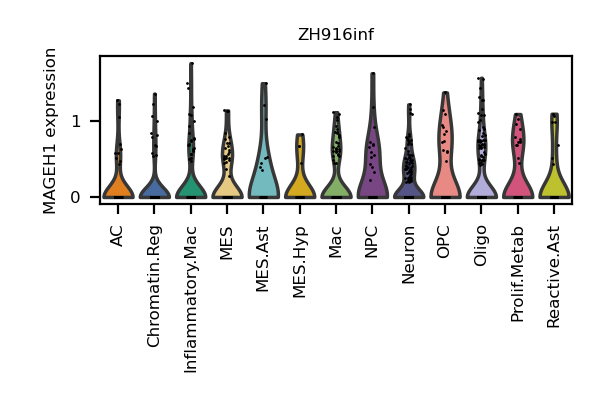 ZH916inf
MAGEH1 expression
1
0
AC
Chromatin.Reg
Inflammatory.Mac
MES
MES.Ast
MES.Hyp
Mac
NPC
Neuron
OPC
Oligo
Prolif.Metab
Reactive.Ast